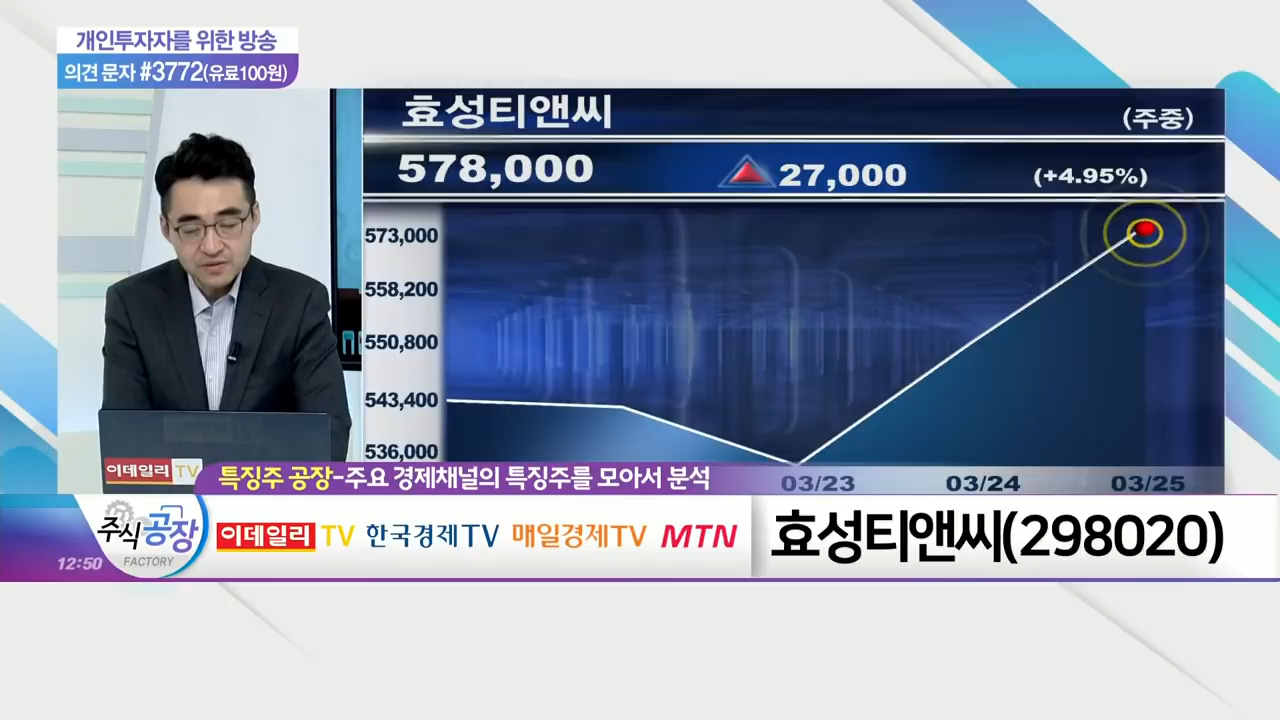 개인투자자를 위한 방송
의견 문자 #3772(유료100원)
효성티앤씨
(주중)
578,000
27,000
(+4.95%)
573,000
558,200
550,800
543,400
536,000
03/23
03/24
03/25
이데일리 TV
특징주 공장-주요 경제채널의 특징주를 모아서 분석
주식공장
FACTORY
12:50
이데일리 TV 한국경제TV 매일경제TV MTN
효성티앤씨(298020)